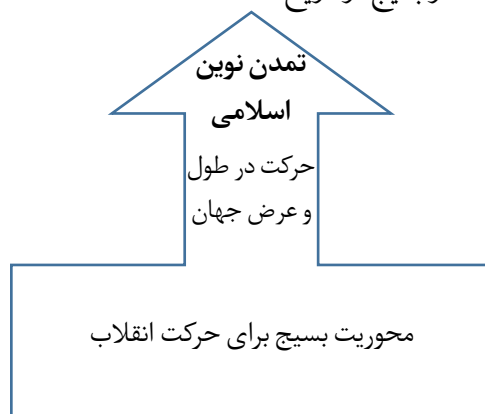 تمدن نوین
اسلامی
حرکت در طول
و عرض جهان
محوریت بسیج برای حرکت انقلاب